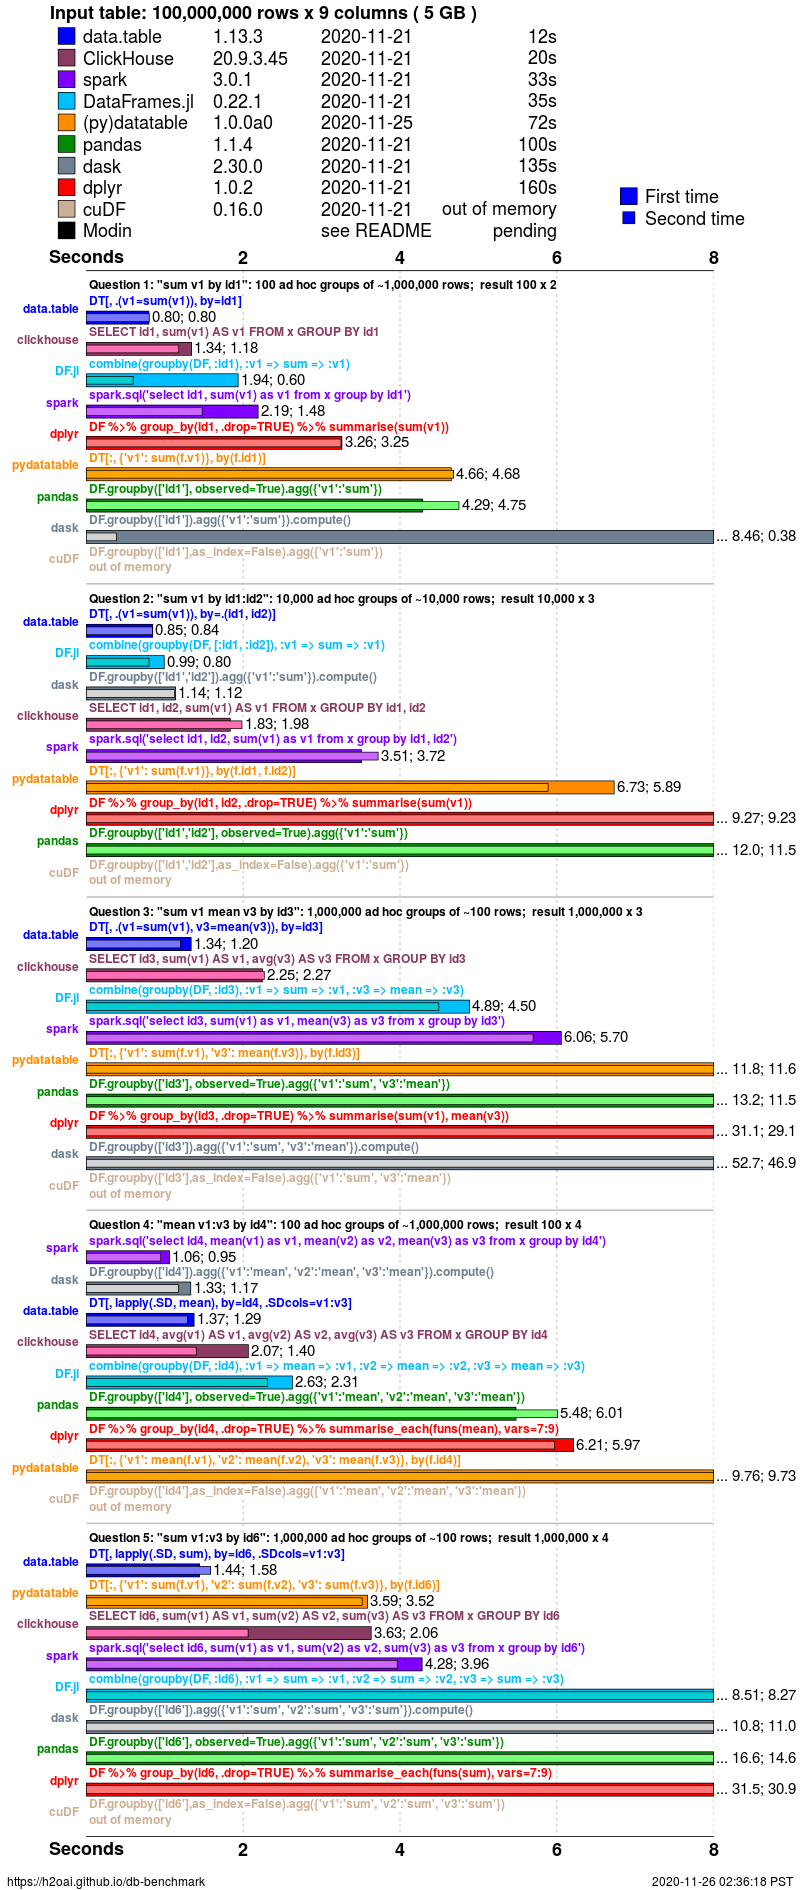 Input table: 100,000,000 rows x 9 columns ( 5 GB )
data.table 1.13.3 2020-11-21 12s
ClickHouse 20.9.3.45 2020-11-21 20s
spark 3.0.1 2020-11-21 33s
DataFrames.jl 0.22.1 2020-11-21 35s
(py)datatable 1.0.0a0 2020-11-25 72s
pandas 1.1.4 2020-11-21 100s
dask 2.30.0 2020-11-21 135s
dplyr 1.0.2 2020-11-21 160s
First time
cuDF 0.16.0 2020-11-21 out of memory
Second time
Modin see README pending
Seconds 2 4 6 8
Question 1: "sum v1 by id1": 100 ad hoc groups of ~1,000,000 rows; result 100 x 2
DT[, .(v1=sum(v1)), by=id1]
data.table 0.80; 0.80
SELECT id1, sum(v1) AS v1 FROM x GROUP BY id1
clickhouse 1.34; 1.18
combine(groupby(DF, :id1), :v1 => sum => :v1)
DF.jl 1.94; 0.60
spark.sql('select id1, sum(v1) as v1 from x group by id1')
spark 2.19; 1.48
DF %>% group_by(id1, .drop=TRUE) %>% summarise(sum(v1))
dplyr 3.26; 3.25
DT[:, {'v1': sum(f.v1)}, by(f.id1)]
pydatatable 4.66; 4.68
DF.groupby(['id1'], observed=True).agg({'v1':'sum'})
pandas 4.29; 4.75
DF.groupby(['id1']).agg({'v1':'sum'}).compute()
dask ... 8.46; 0.38
DF.groupby(['id1'],as_index=False).agg({'v1':'sum'})
cuDF out of memory
Question 2: "sum v1 by id1:id2": 10,000 ad hoc groups of ~10,000 rows; result 10,000 x 3
DT[, .(v1=sum(v1)), by=.(id1, id2)]
data.table 0.85; 0.84
combine(groupby(DF, [:id1, :id2]), :v1 => sum => :v1)
DF.jl 0.99; 0.80
DF.groupby(['id1','id2']).agg({'v1':'sum'}).compute()
dask 1.14; 1.12
SELECT id1, id2, sum(v1) AS v1 FROM x GROUP BY id1, id2
clickhouse 1.83; 1.98
spark.sql('select id1, id2, sum(v1) as v1 from x group by id1, id2')
spark 3.51; 3.72
DT[:, {'v1': sum(f.v1)}, by(f.id1, f.id2)]
pydatatable 6.73; 5.89
DF %>% group_by(id1, id2, .drop=TRUE) %>% summarise(sum(v1))
dplyr ... 9.27; 9.23
DF.groupby(['id1','id2'], observed=True).agg({'v1':'sum'})
pandas ... 12.0; 11.5
DF.groupby(['id1','id2'],as_index=False).agg({'v1':'sum'})
cuDF out of memory
Question 3: "sum v1 mean v3 by id3": 1,000,000 ad hoc groups of ~100 rows; result 1,000,000 x 3
DT[, .(v1=sum(v1), v3=mean(v3)), by=id3]
data.table 1.34; 1.20
SELECT id3, sum(v1) AS v1, avg(v3) AS v3 FROM x GROUP BY id3
clickhouse 2.25; 2.27
combine(groupby(DF, :id3), :v1 => sum => :v1, :v3 => mean => :v3)
DF.jl 4.89; 4.50
spark.sql('select id3, sum(v1) as v1, mean(v3) as v3 from x group by id3')
spark 6.06; 5.70
DT[:, {'v1': sum(f.v1), 'v3': mean(f.v3)}, by(f.id3)]
pydatatable ... 11.8; 11.6
DF.groupby(['id3'], observed=True).agg({'v1':'sum', 'v3':'mean'})
pandas ... 13.2; 11.5
DF %>% group_by(id3, .drop=TRUE) %>% summarise(sum(v1), mean(v3))
dplyr ... 31.1; 29.1
DF.groupby(['id3']).agg({'v1':'sum', 'v3':'mean'}).compute()
dask ... 52.7; 46.9
DF.groupby(['id3'],as_index=False).agg({'v1':'sum', 'v3':'mean'})
cuDF out of memory
Question 4: "mean v1:v3 by id4": 100 ad hoc groups of ~1,000,000 rows; result 100 x 4
spark.sql('select id4, mean(v1) as v1, mean(v2) as v2, mean(v3) as v3 from x group by id4')
spark 1.06; 0.95
DF.groupby(['id4']).agg({'v1':'mean', 'v2':'mean', 'v3':'mean'}).compute()
dask 1.33; 1.17
DT[, lapply(.SD, mean), by=id4, .SDcols=v1:v3]
data.table 1.37; 1.29
SELECT id4, avg(v1) AS v1, avg(v2) AS v2, avg(v3) AS v3 FROM x GROUP BY id4
clickhouse 2.07; 1.40
combine(groupby(DF, :id4), :v1 => mean => :v1, :v2 => mean => :v2, :v3 => mean => :v3)
DF.jl 2.63; 2.31
DF.groupby(['id4'], observed=True).agg({'v1':'mean', 'v2':'mean', 'v3':'mean'})
pandas 5.48; 6.01
DF %>% group_by(id4, .drop=TRUE) %>% summarise_each(funs(mean), vars=7:9)
dplyr 6.21; 5.97
DT[:, {'v1': mean(f.v1), 'v2': mean(f.v2), 'v3': mean(f.v3)}, by(f.id4)]
pydatatable ... 9.76; 9.73
DF.groupby(['id4'],as_index=False).agg({'v1':'mean', 'v2':'mean', 'v3':'mean'})
cuDF out of memory
Question 5: "sum v1:v3 by id6": 1,000,000 ad hoc groups of ~100 rows; result 1,000,000 x 4
DT[, lapply(.SD, sum), by=id6, .SDcols=v1:v3]
data.table 1.44; 1.58
DT[:, {'v1': sum(f.v1), 'v2': sum(f.v2), 'v3': sum(f.v3)}, by(f.id6)]
pydatatable 3.59; 3.52
SELECT id6, sum(v1) AS v1, sum(v2) AS v2, sum(v3) AS v3 FROM x GROUP BY id6
clickhouse 3.63; 2.06
spark.sql('select id6, sum(v1) as v1, sum(v2) as v2, sum(v3) as v3 from x group by id6')
spark 4.28; 3.96
combine(groupby(DF, :id6), :v1 => sum => :v1, :v2 => sum => :v2, :v3 => sum => :v3)
DF.jl ... 8.51; 8.27
DF.groupby(['id6']).agg({'v1':'sum', 'v2':'sum', 'v3':'sum'}).compute()
dask ... 10.8; 11.0
DF.groupby(['id6'], observed=True).agg({'v1':'sum', 'v2':'sum', 'v3':'sum'})
pandas ... 16.6; 14.6
DF %>% group_by(id6, .drop=TRUE) %>% summarise_each(funs(sum), vars=7:9)
dplyr ... 31.5; 30.9
DF.groupby(['id6'],as_index=False).agg({'v1':'sum', 'v2':'sum', 'v3':'sum'})
cuDF out of memory
Seconds 2 4 6 8
https://h2oai.github.io/db-benchmark 2020-11-26 02:36:18 PST